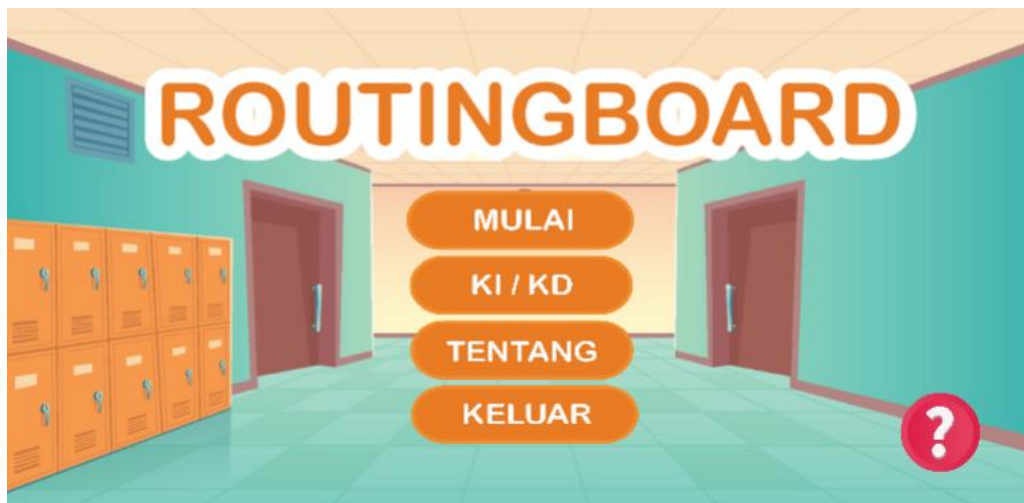 ROUTINGBOARD
MULAI
KI / KD
TENTANG
KELUAR
?